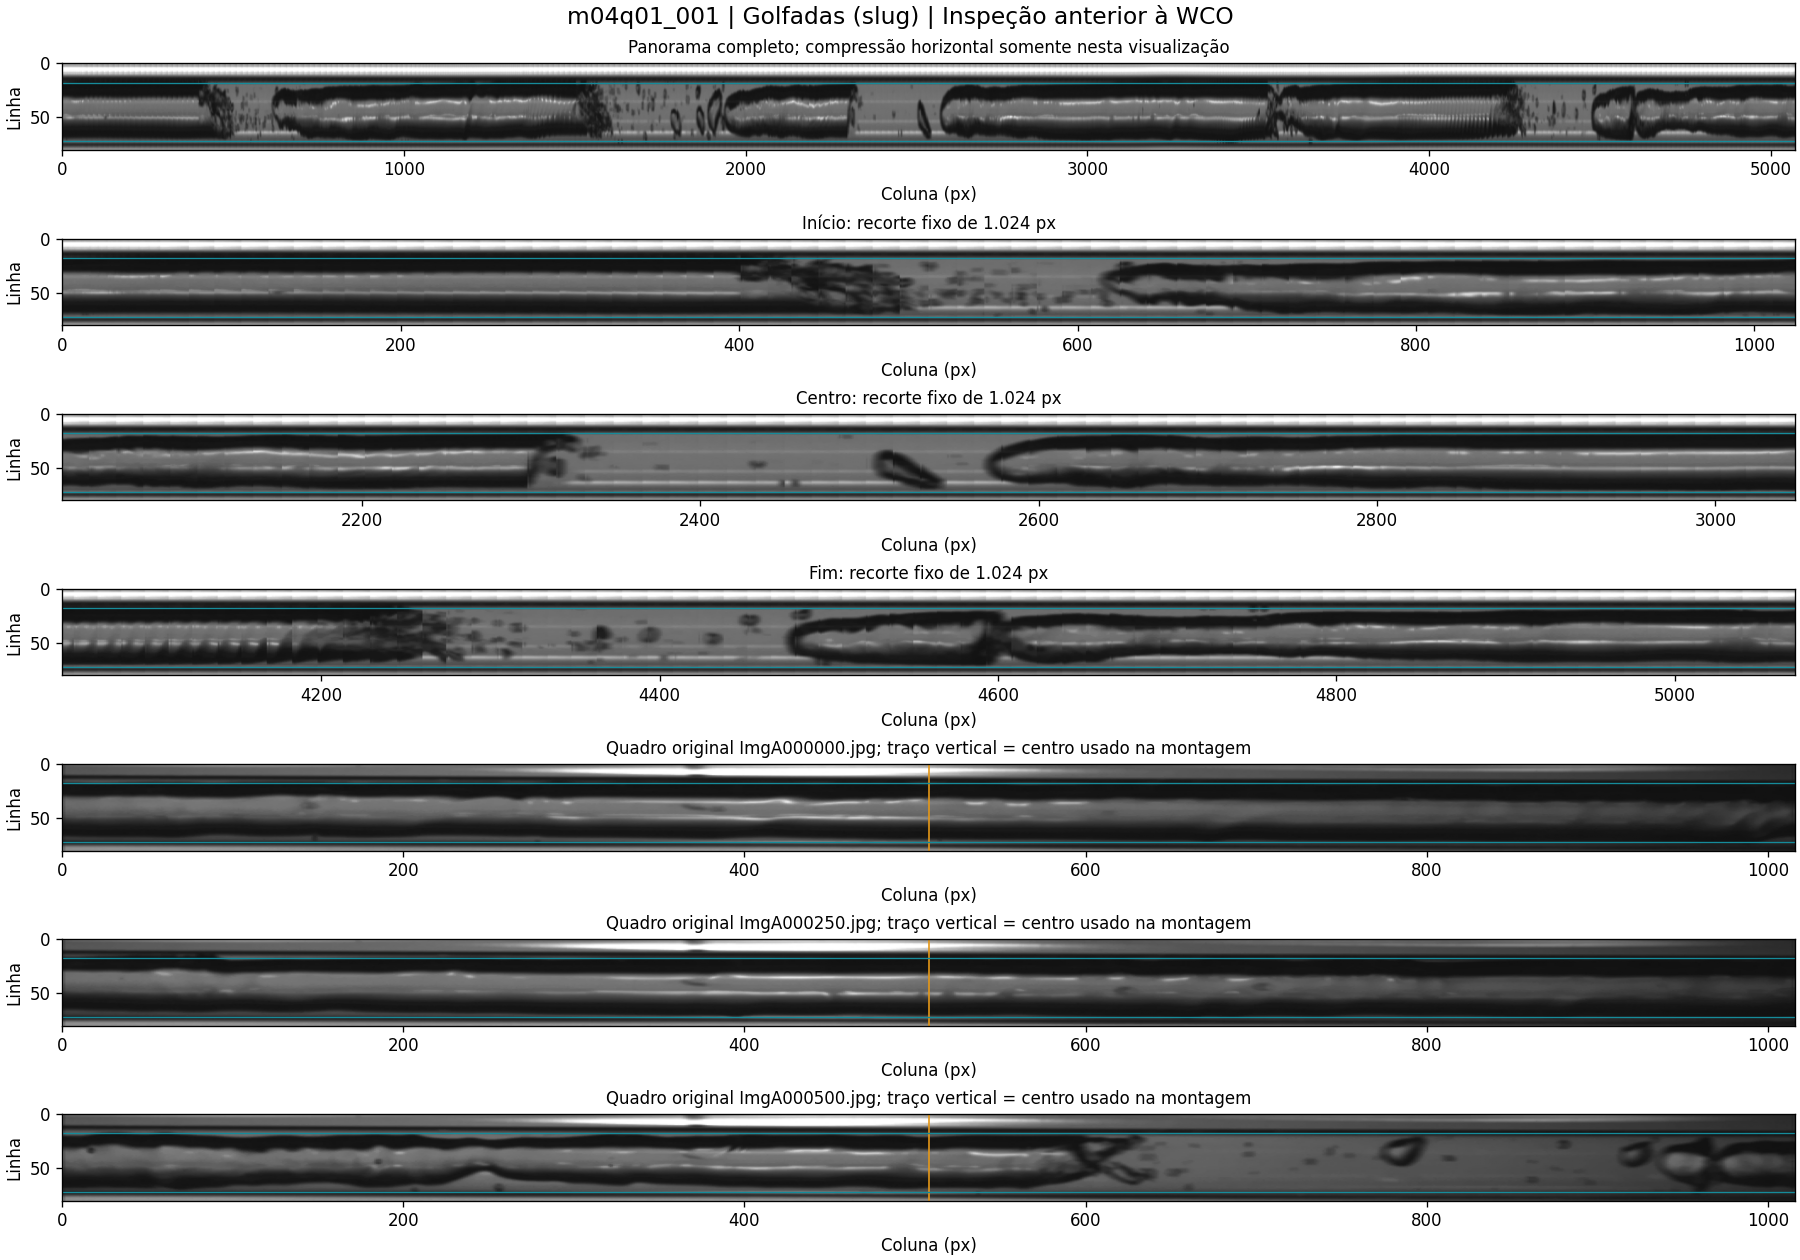 m04q01_001 | Golfadas (slug) | Inspeção anterior à WCO
Panorama completo; compressão horizontal somente nesta visualização
0
50
Linha
0 1000 2000 3000 4000 5000
Coluna (px)
Início: recorte fixo de 1.024 px
0
50
Linha
0 200 400 600 800 1000
Coluna (px)
Centro: recorte fixo de 1.024 px
0
50
Linha
2200 2400 2600 2800 3000
Coluna (px)
Fim: recorte fixo de 1.024 px
0
50
Linha
4200 4400 4600 4800 5000
Coluna (px)
Quadro original ImgA000000.jpg; traço vertical = centro usado na montagem
0
50
Linha
0 200 400 600 800 1000
Coluna (px)
Quadro original ImgA000250.jpg; traço vertical = centro usado na montagem
0
50
Linha
0 200 400 600 800 1000
Coluna (px)
Quadro original ImgA000500.jpg; traço vertical = centro usado na montagem
0
50
Linha
0 200 400 600 800 1000
Coluna (px)